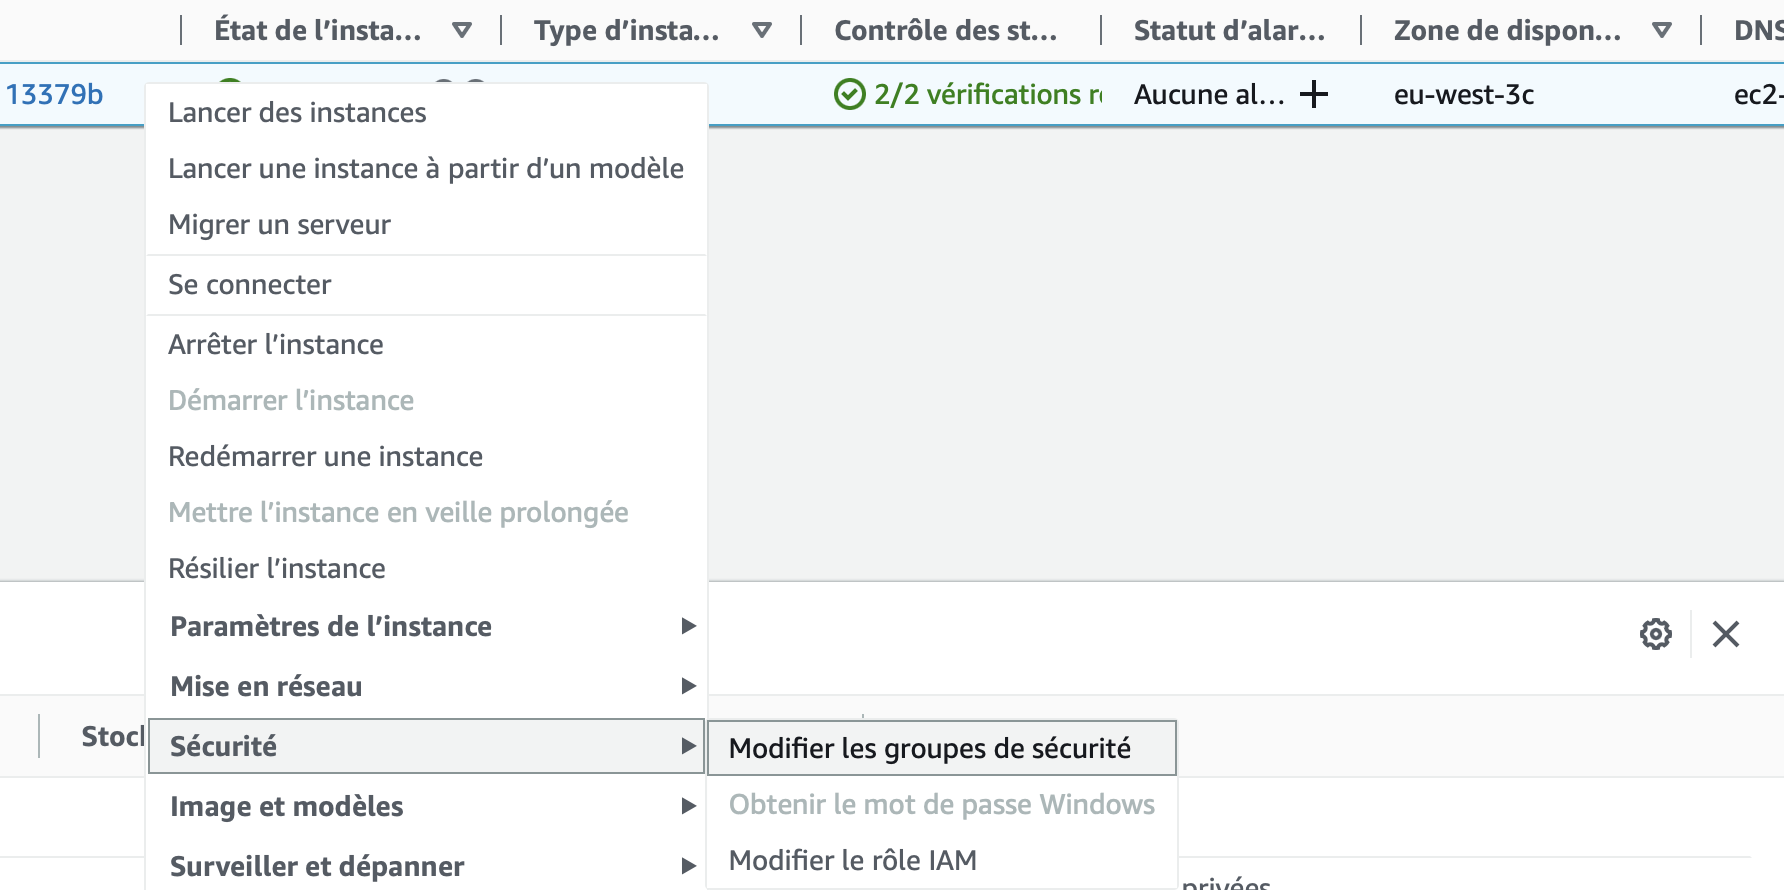 État de l’insta...
Type d’insta...
Contrôle des st...
Statut d’alar...
Zone de dispon...
DNS
13379b
2/2 vérifications
Aucune al...
eu-west-3c
ec2-
Lancer des instances
Lancer une instance à partir d’un modèle
Migrer un serveur
Se connecter
Arrêter l’instance
Démarrer l’instance
Redémarrer une instance
Mettre l’instance en veille prolongée
Résilier l’instance
Paramètres de l’instance
Mise en réseau
Stoc
Sécurité
Modifier les groupes de sécurité
Obtenir le mot de passe Windows
Image et modèles
Modifier le rôle IAM
Surveiller et dépanner
privées